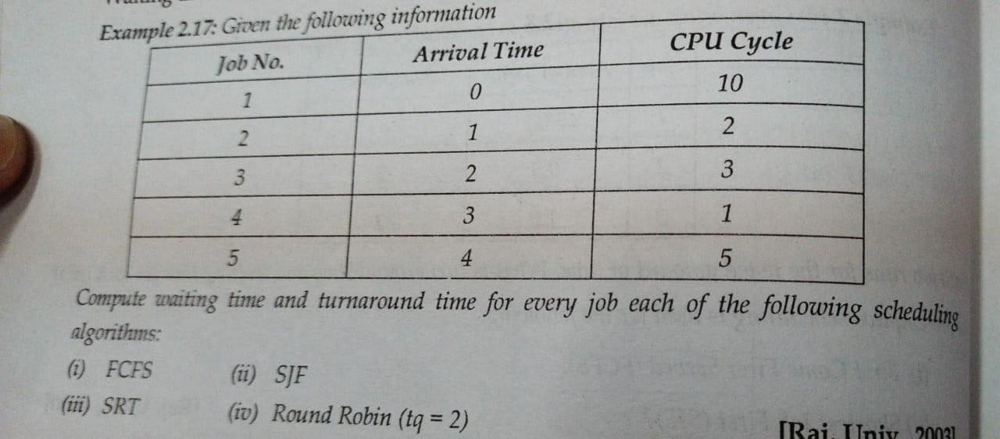 Example 2.17: Given the following information
Job No. Arrival Time CPU Cycle
1 0 10
2 1 2
3 2 3
4 3 1
5 4 5
Compute waiting time and turnaround time for every job each of the following scheduling
algorithms:
(i) FCFS (ii) SJF
(iii) SRT (iv) Round Robin (tq = 2)
[Raj. Univ. 2003]